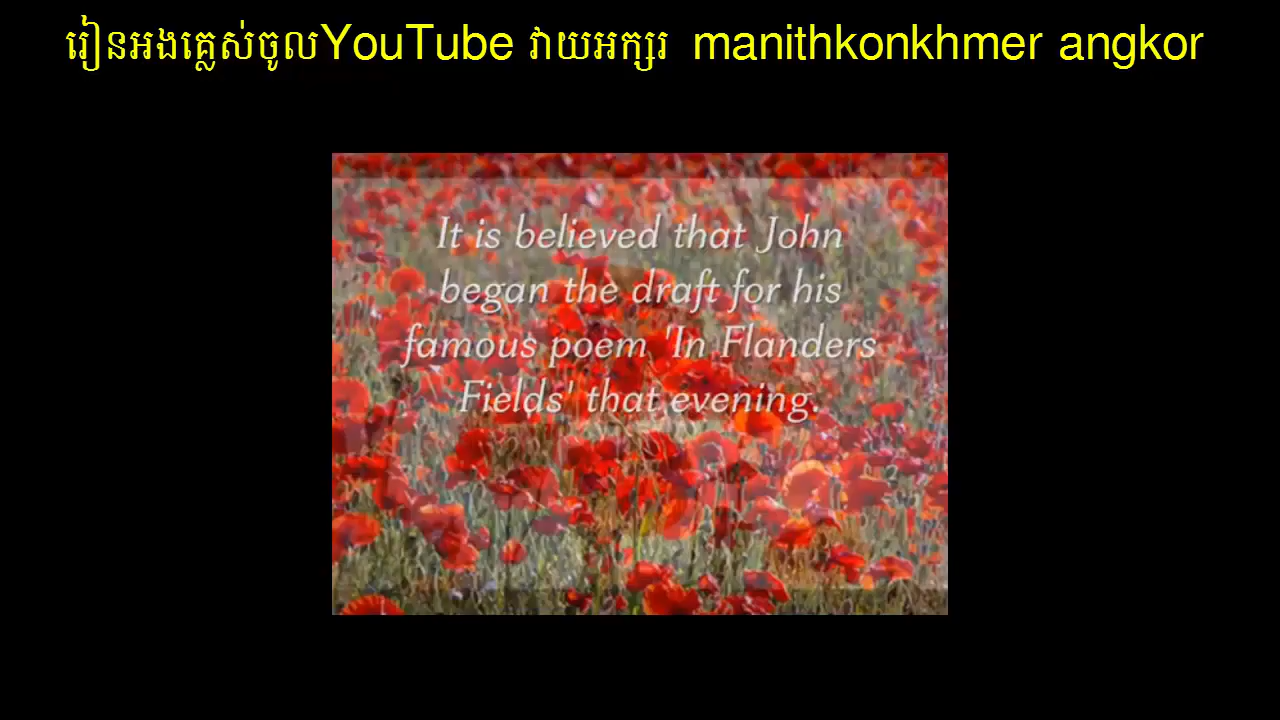 រៀនអងគ្លេស់ចូលYouTube វាយអក្សរ manithkonkhmer angkor
It is believed that John
began the draft for his
famous poem 'In Flanders
Fields' that evening.